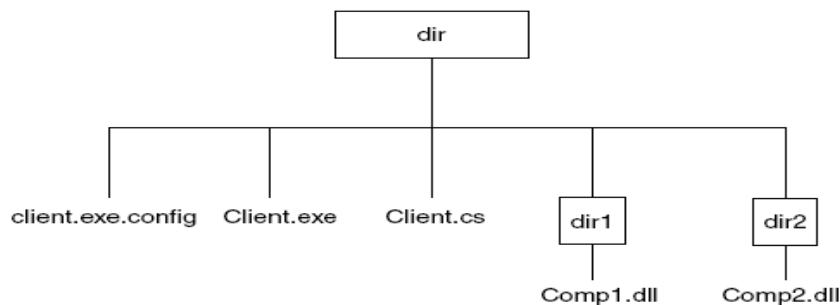 dir
client.exe.config Client.exe Client.cs dir1 dir2
Comp1.dll Comp2.dll